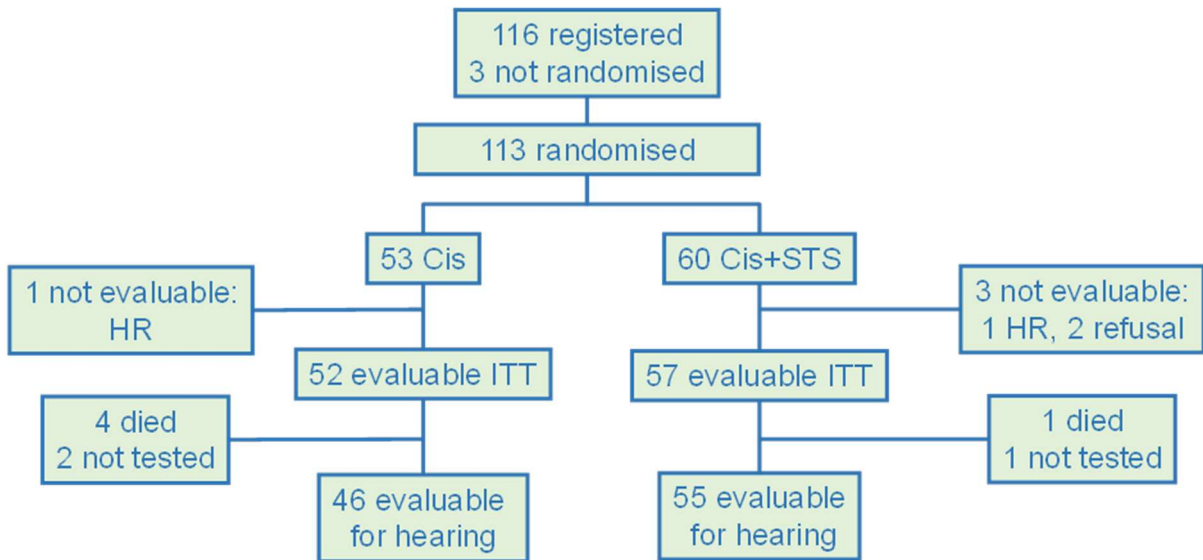 116 registered
3 not randomised
113 randomised
53 Cis
60 Cis+STS
1 not evaluable:
HR
3 not evaluable:
1 HR, 2 refusal
52 evaluable ITT
57 evaluable ITT
4 died
2 not tested
1 died
1 not tested
46 evaluable
for hearing
55 evaluable
for hearing